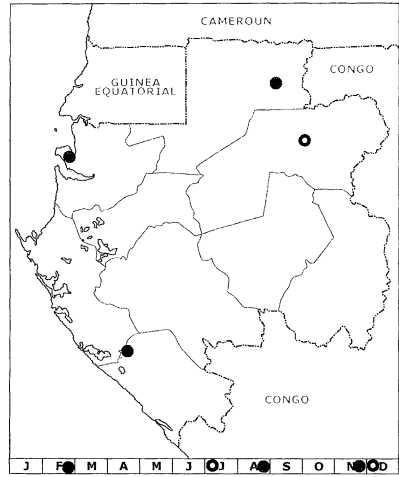 CAMEROUN
GUINEA
EQUATORIAL
CONGO
CONGO
J F M A M J J A S O N D